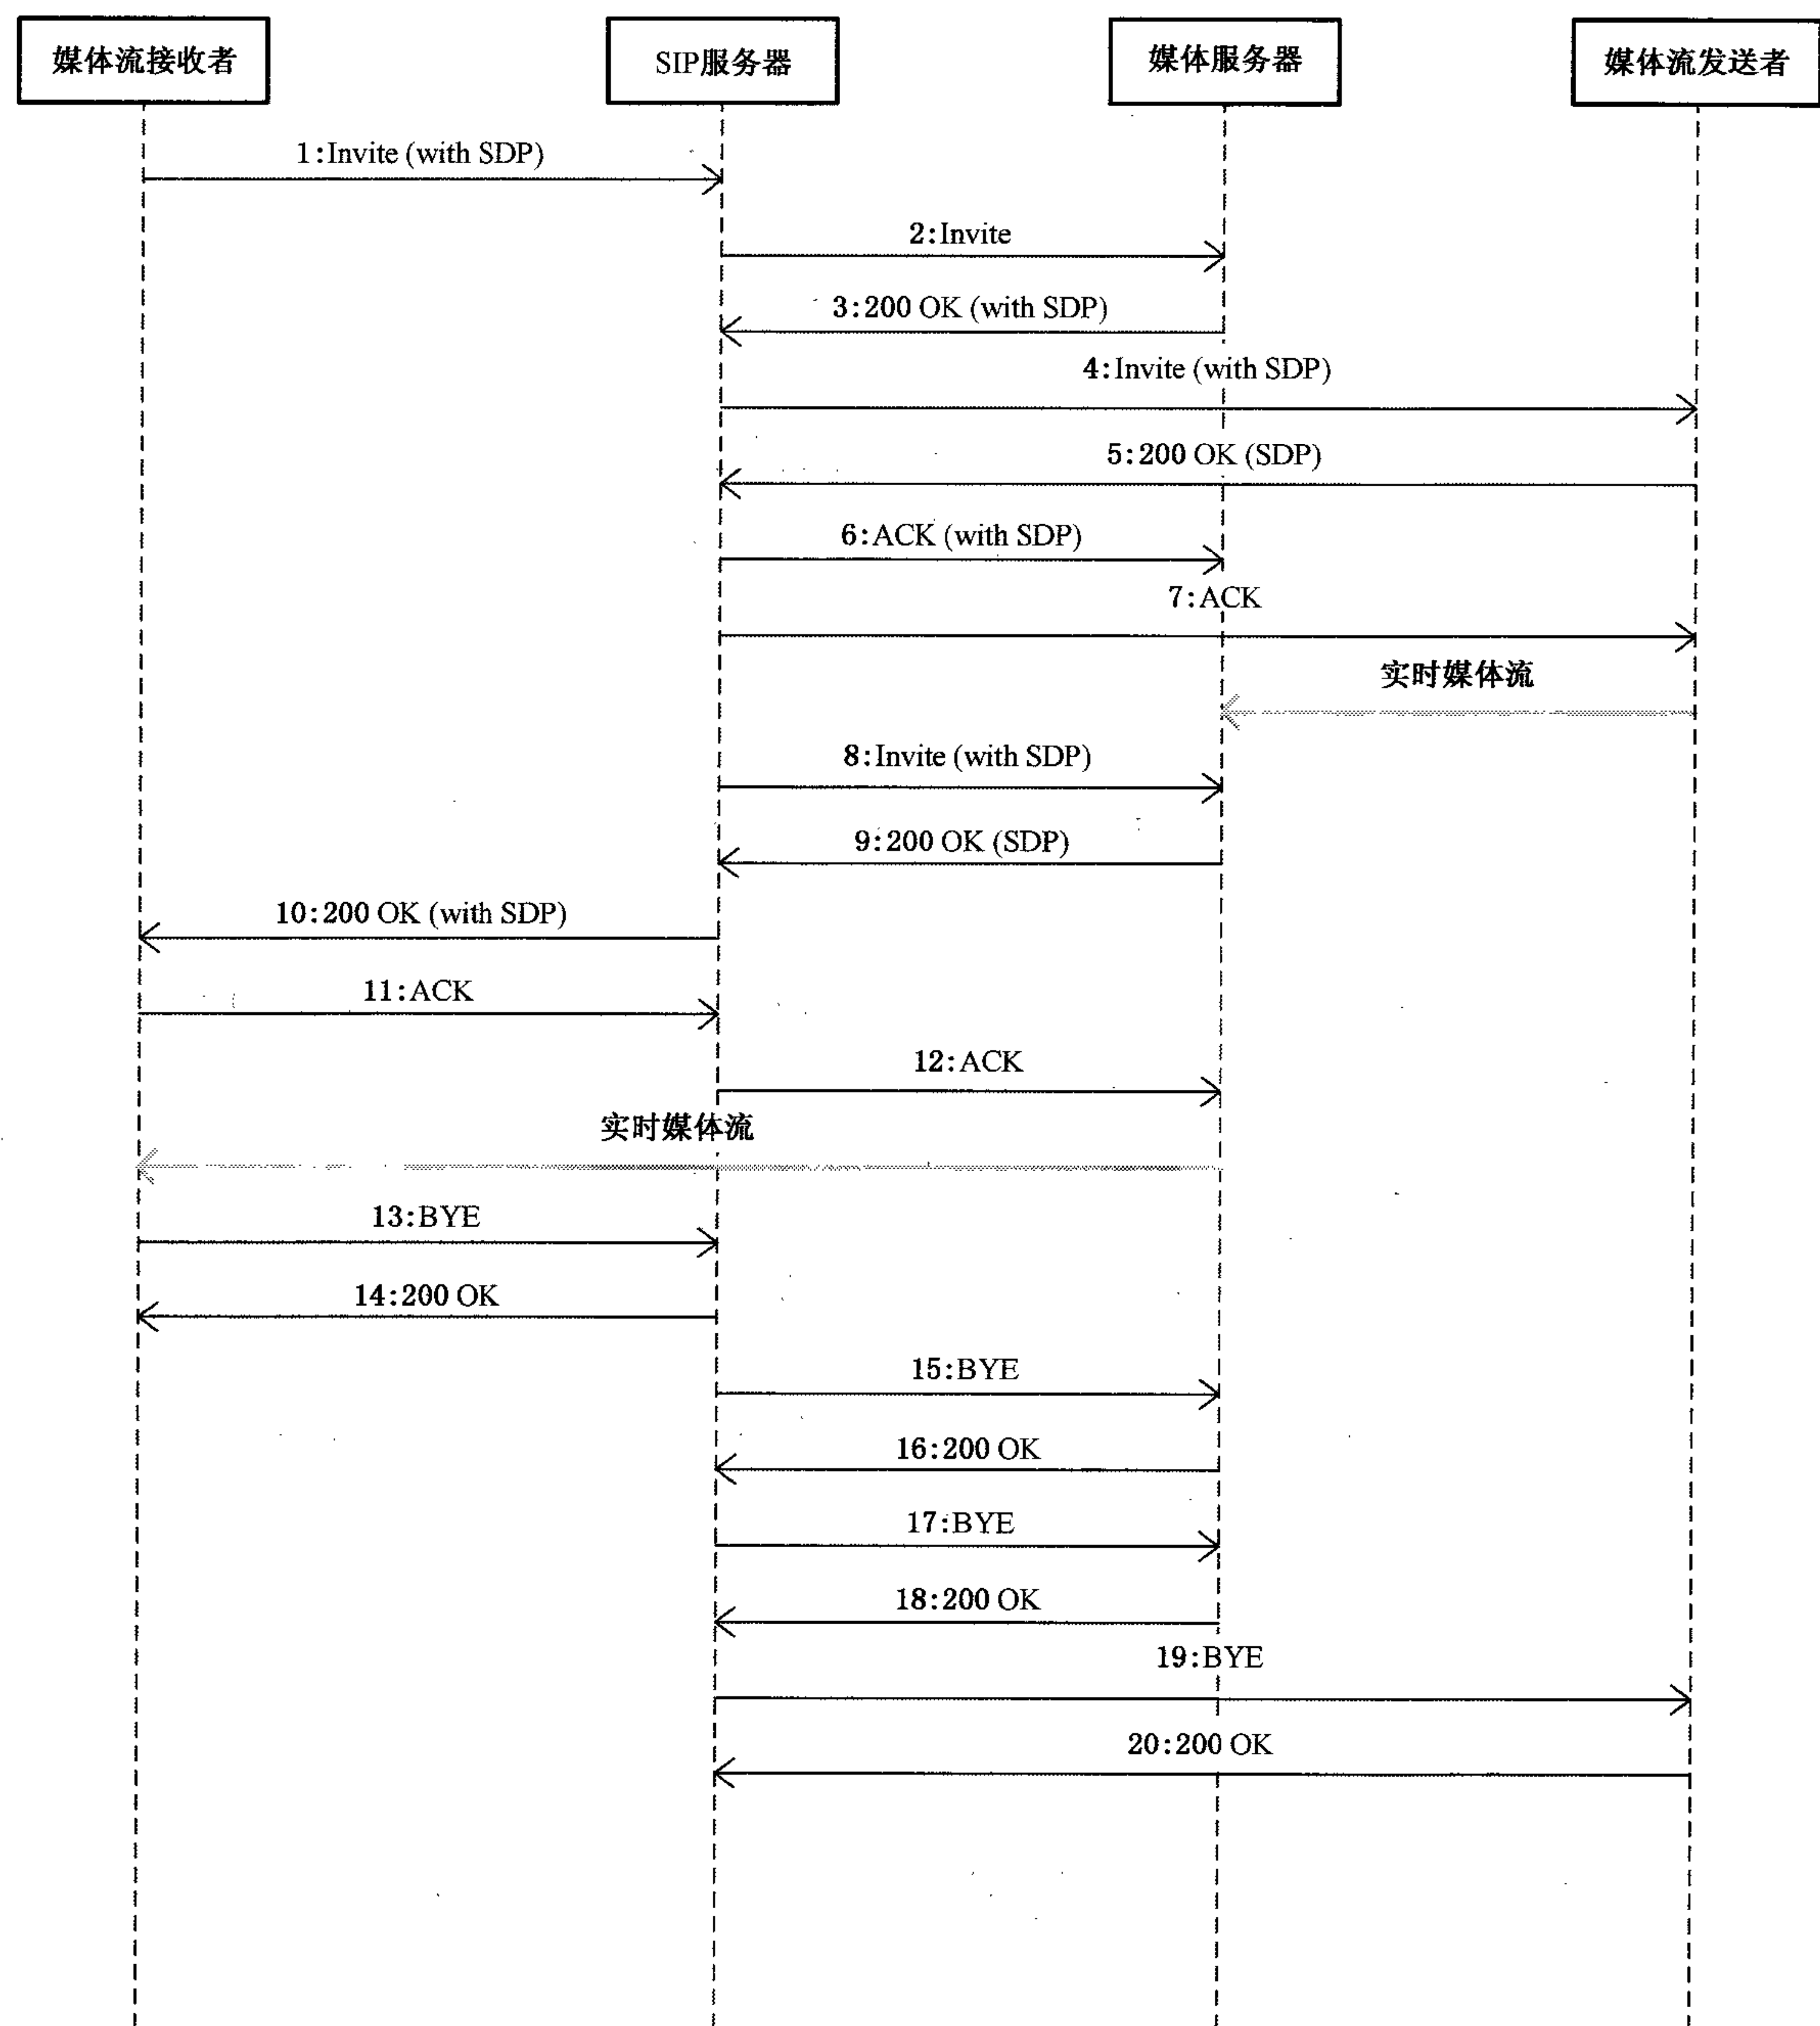 媒体流接收者
SIP服务器
媒体服务器
媒体流发送者
1:Invite (with SDP)
2:Invite
3:200 OK (with SDP)
4:Invite (with SDP)
5:200 OK (SDP)
6:ACK (with SDP)
7:ACK
实时媒体流
8:Invite (with SDP)
9:200 OK (SDP)
10:200 OK (with SDP)
11:ACK
12:ACK
实时媒体流
13:BYE
14:200 OK
15:BYE
16:200 OK
17:BYE
18:200 OK
19:BYE
20:200 OK